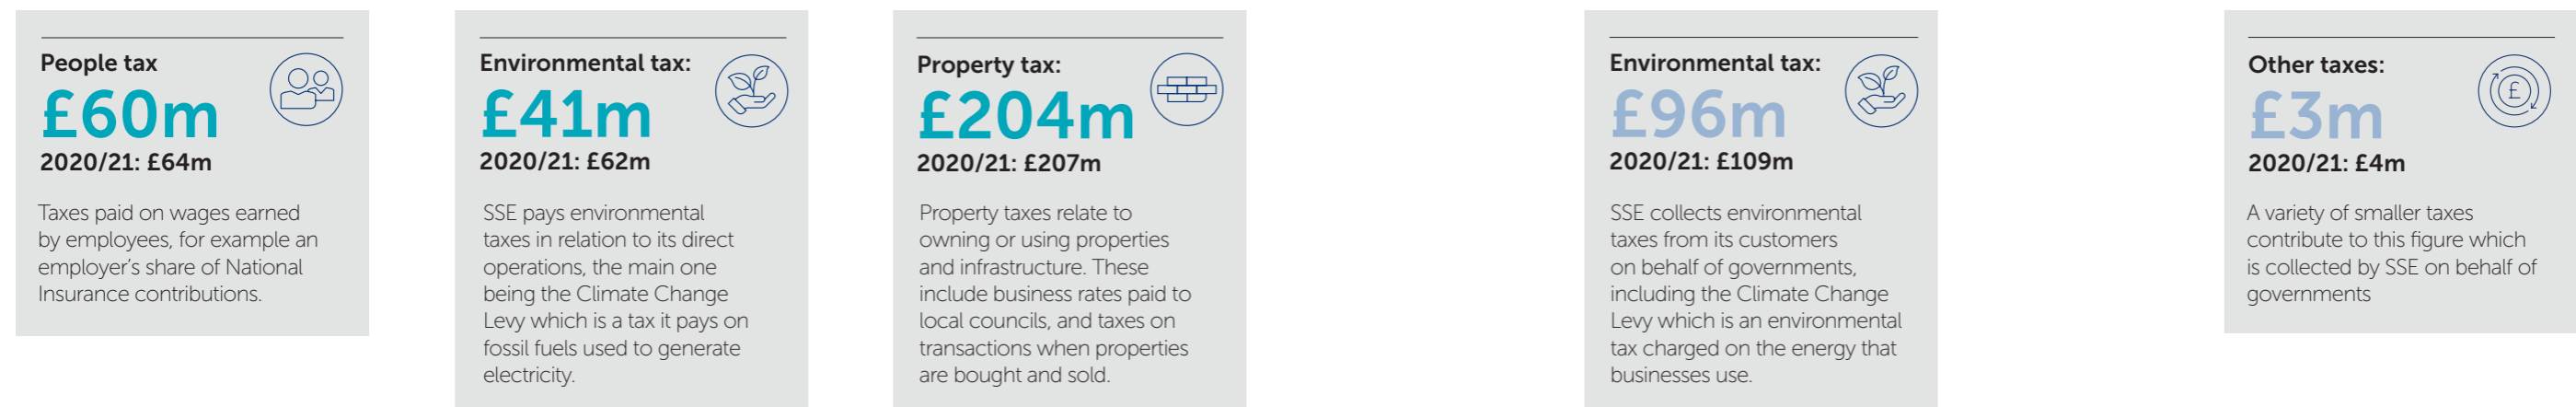 People tax
£60m
2020/21: £64m
Taxes paid on wages earned
by employees, for example an
employer’s share of National
Insurance contributions.
Environmental tax:
£41m
2020/21: £62m
SSE pays environmental
taxes in relation to its direct
operations, the main one
being the Climate Change
Levy which is a tax it pays on
fossil fuels used to generate
electricity.
Property tax:
£204m
2020/21: £207m
Property taxes relate to
owning or using properties
and infrastructure. These
include business rates paid to
local councils, and taxes on
transactions when properties
are bought and sold.
Environmental tax:
£96m
2020/21: £109m
SSE collects environmental
taxes from its customers
on behalf of governments,
including the Climate Change
Levy which is an environmental
tax charged on the energy that
businesses use.
Other taxes:
£
£3m
2020/21: £4m
A variety of smaller taxes
contribute to this figure which
is collected by SSE on behalf of
governments